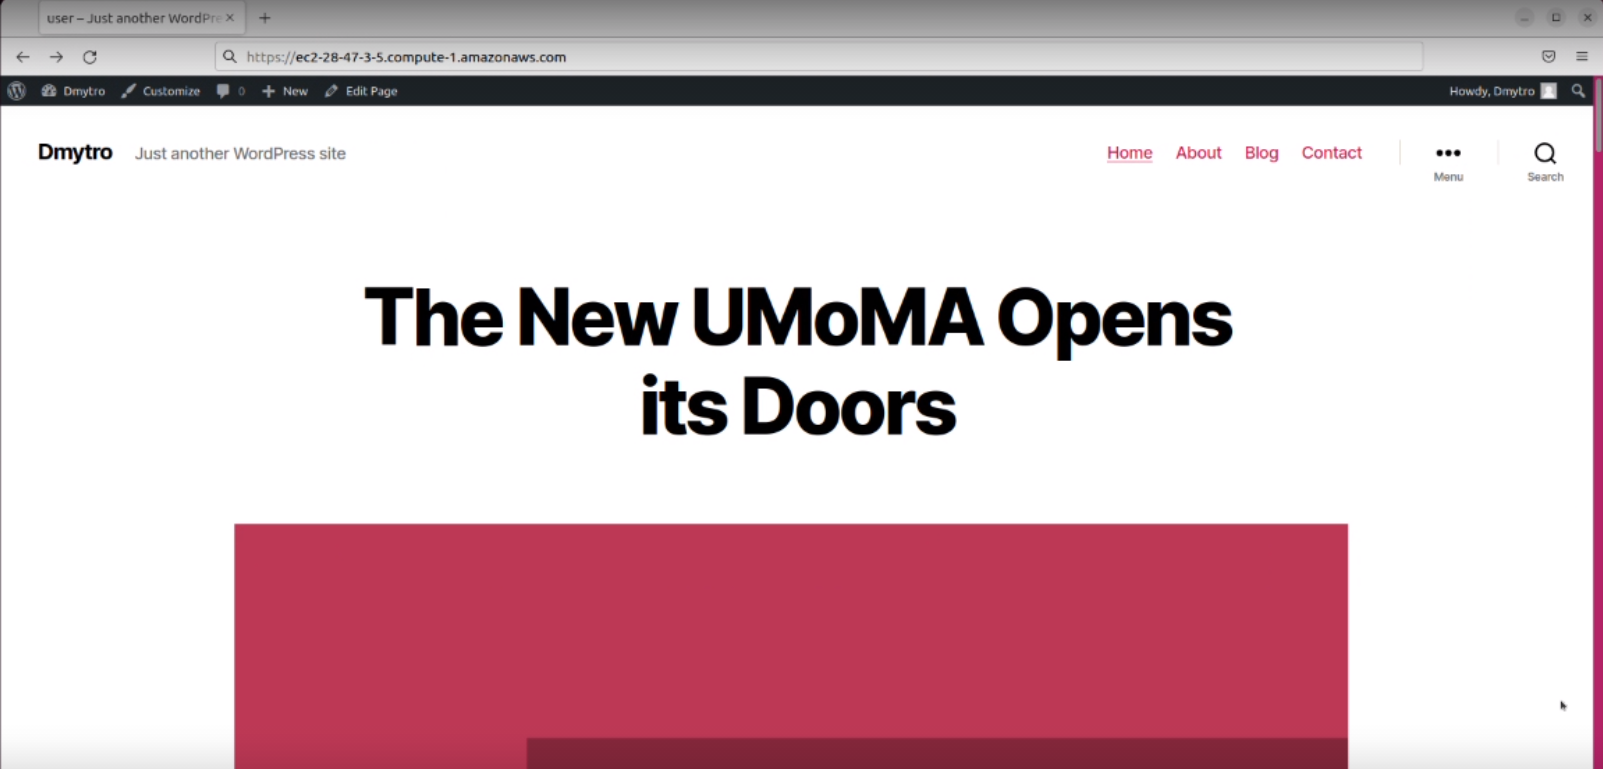 user – Just another WordPre
https://ec2-28-47-3-5.compute-1.amazonaws.com
Dmytro Customize 0 New Edit Page Howdy, Dmytro
Dmytro Just another WordPress site Home About Blog Contact
Menu Search
The New UMoMA Opens
its Doors